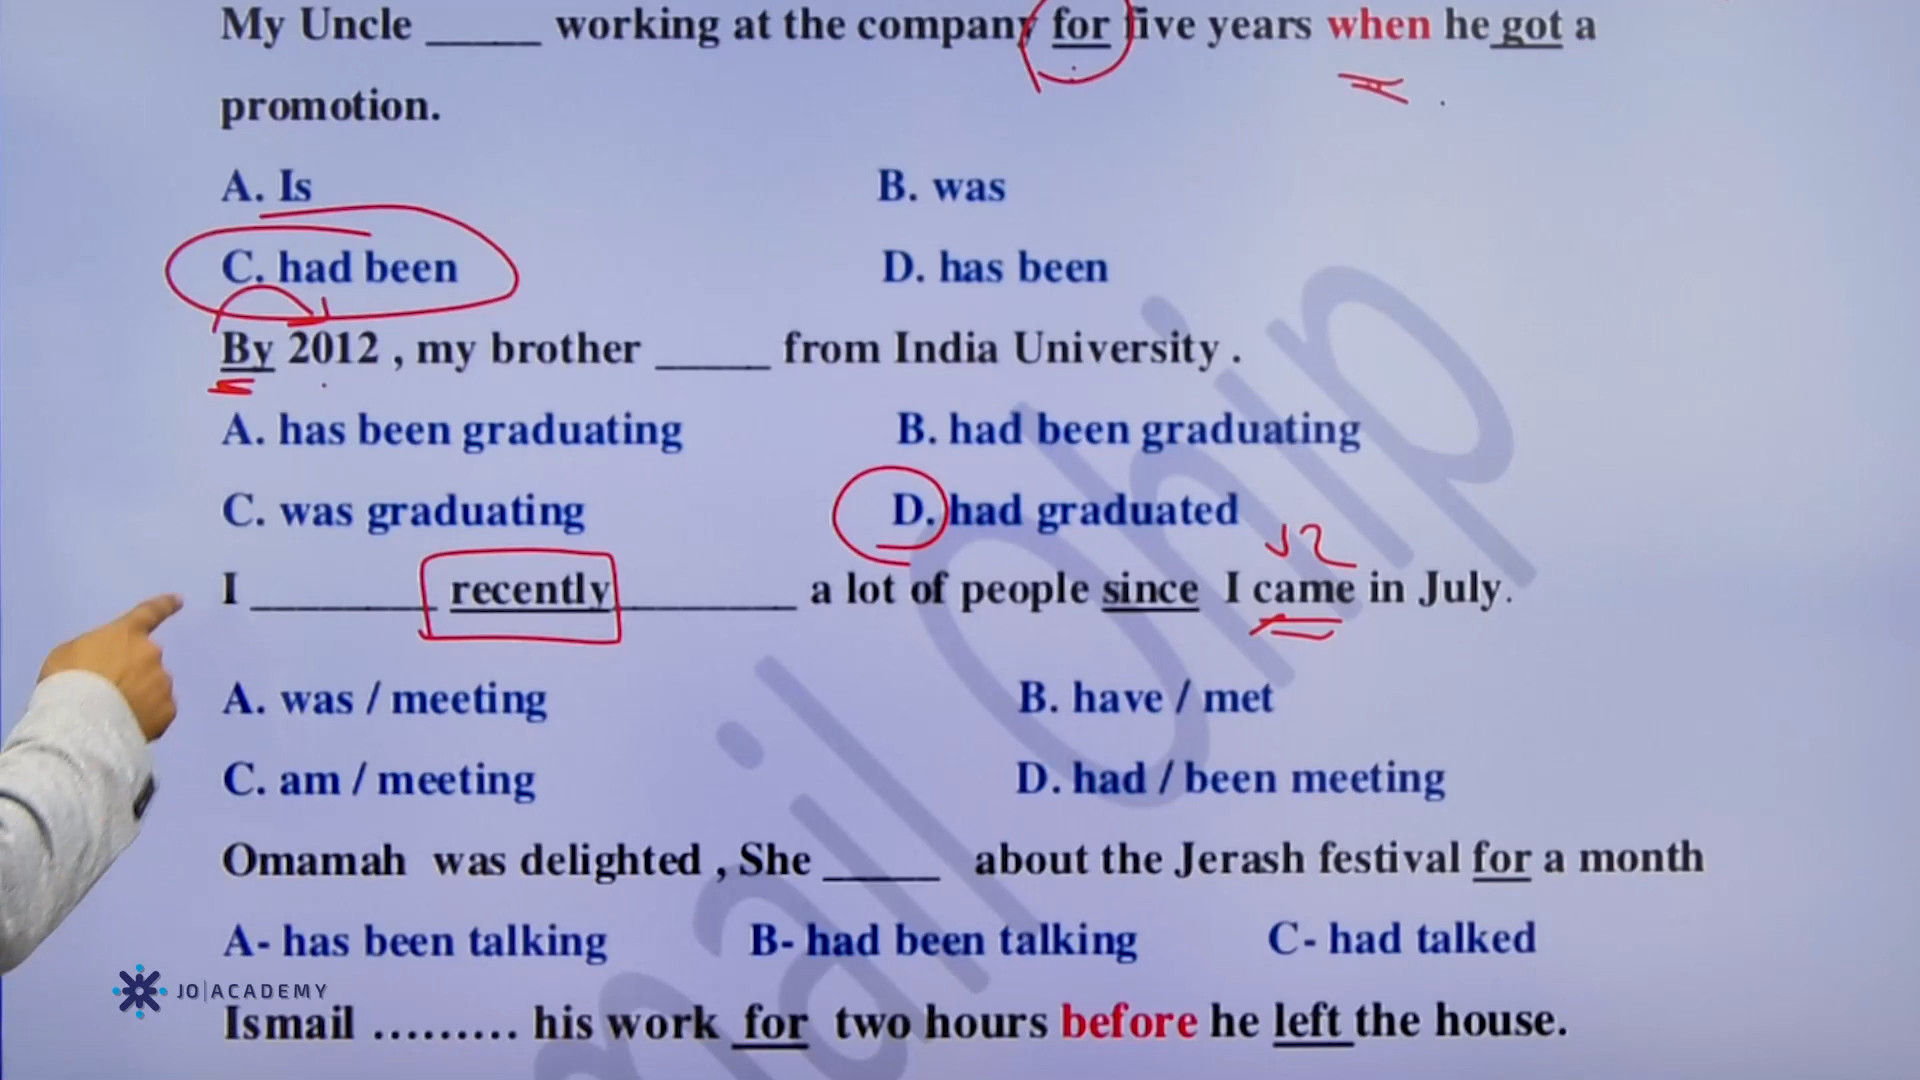 My Uncle _____ working at the company for five years when he got a
promotion.
A. Is B. was
C. had been D. has been
By 2012 , my brother _____ from India University .
A. has been graduating B. had been graduating
C. was graduating D. had graduated
V2
I ________ recently ________ a lot of people since I came in July.
A. was / meeting B. have / met
C. am / meeting D. had / been meeting
Omamah was delighted , She _____ about the Jerash festival for a month
A- has been talking B- had been talking C- had talked
JO|ACADEMY
Ismail ......... his work for two hours before he left the house.